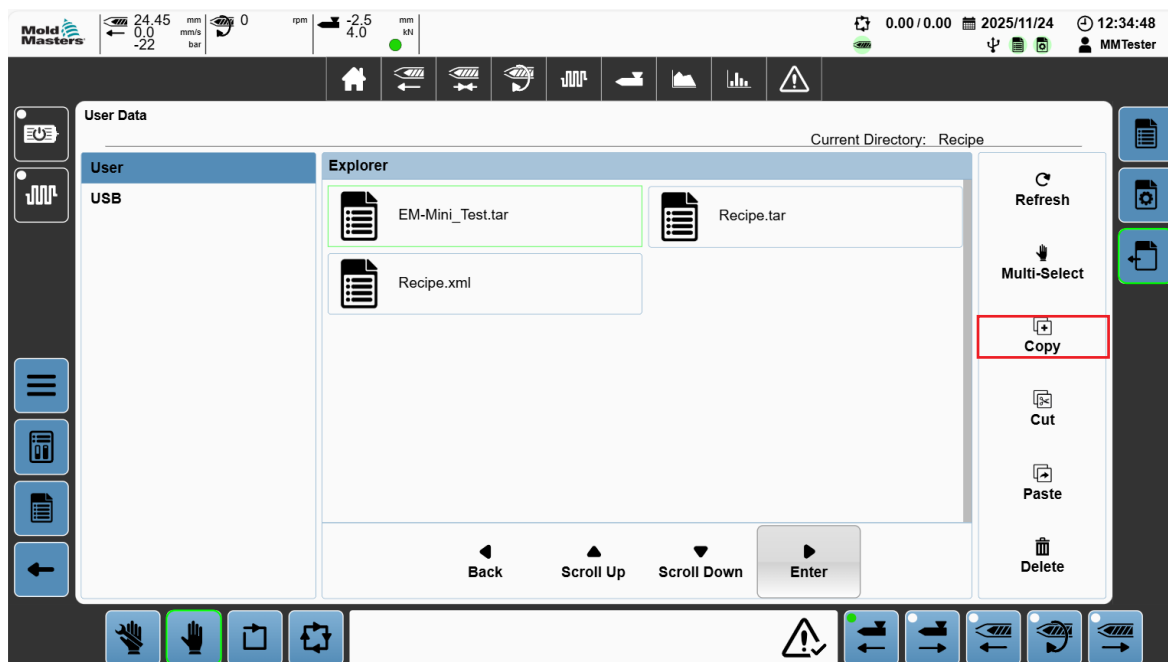 Mold
Masters
24.45 mm
0.0 mm/s
-22 bar
0 rpm
-2.5 mm
4.0 kN
0.00 / 0.00
2025/11/24
12:34:48
MMTester
User Data
Current Directory: Recipe
User
USB
Explorer
EM-Mini_Test.tar
Recipe.tar
Recipe.xml
Refresh
Multi-Select
Copy
Cut
Paste
Delete
Back
Scroll Up
Scroll Down
Enter